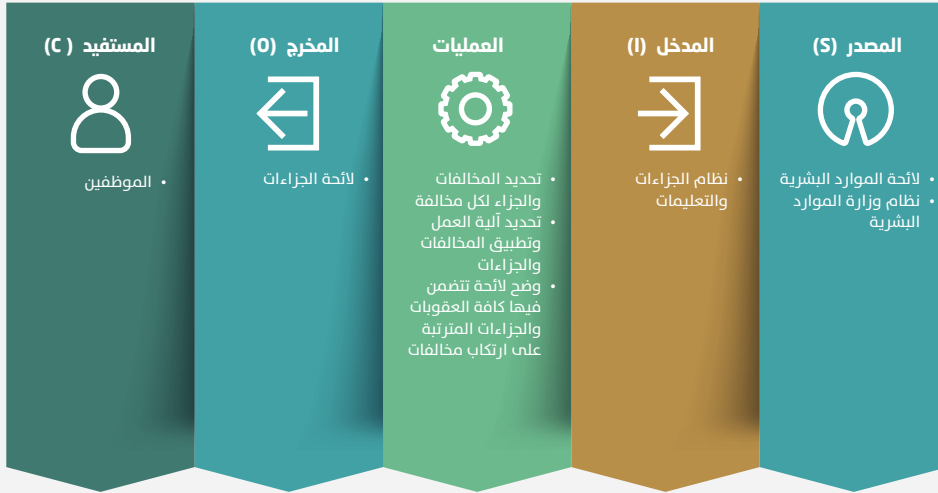 المصدر (S)
• لائحة الموارد البشرية
• نظام وزارة الموارد
البشرية
المدخل (I)
• نظام الجزاءات
والتعليمات
العمليات
• تحديد المخالفات
والجزاء لكل مخالفة
• تحديد آلية العمل
وتطبيق المخالفات
والجزاءات
• وضح لائحة تتضمن
فيها كافة العقوبات
والجزاءات المترتبة
على ارتكاب مخالفات
المخرج (O)
• لائحة الجزاءات
المستفيد ( C)
• الموظفين